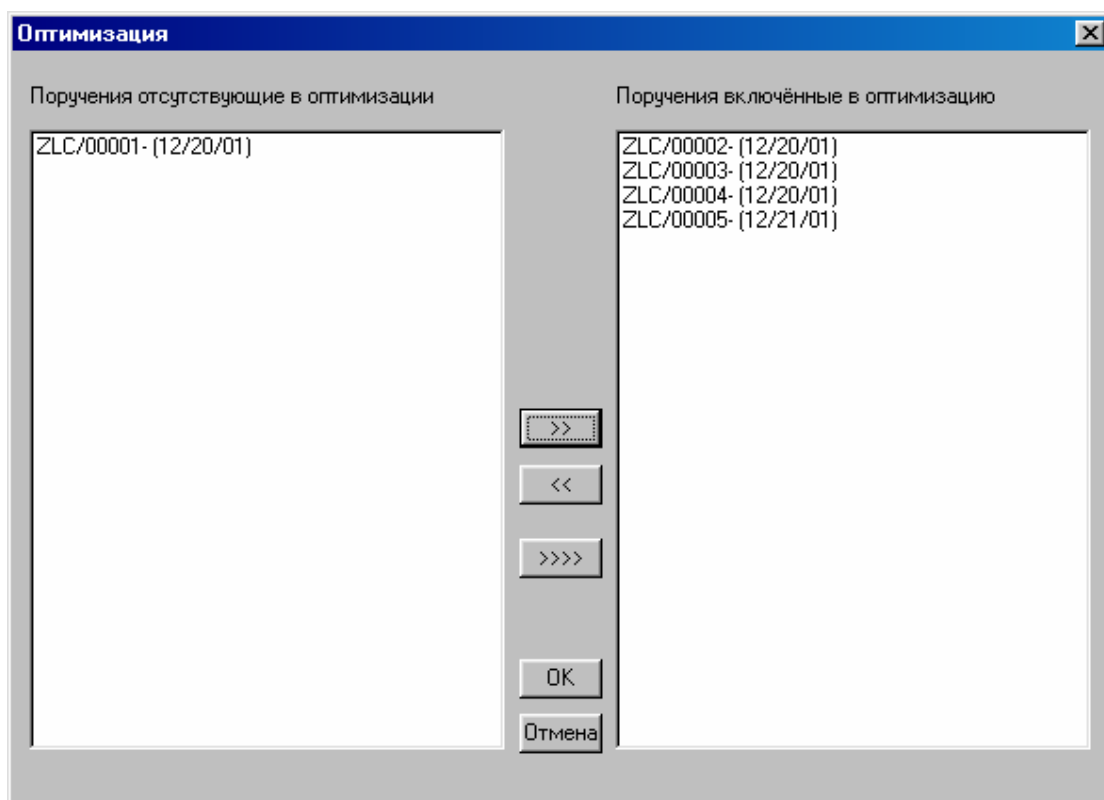 Оптимизация
Поручения отсутствующие в оптимизации
ZLC/00001- (12/20/01)
>>
<<
>>>>
OK
Отмена
Поручения включённые в оптимизацию
ZLC/00002- (12/20/01)
ZLC/00003- (12/20/01)
ZLC/00004- (12/20/01)
ZLC/00005- (12/21/01)